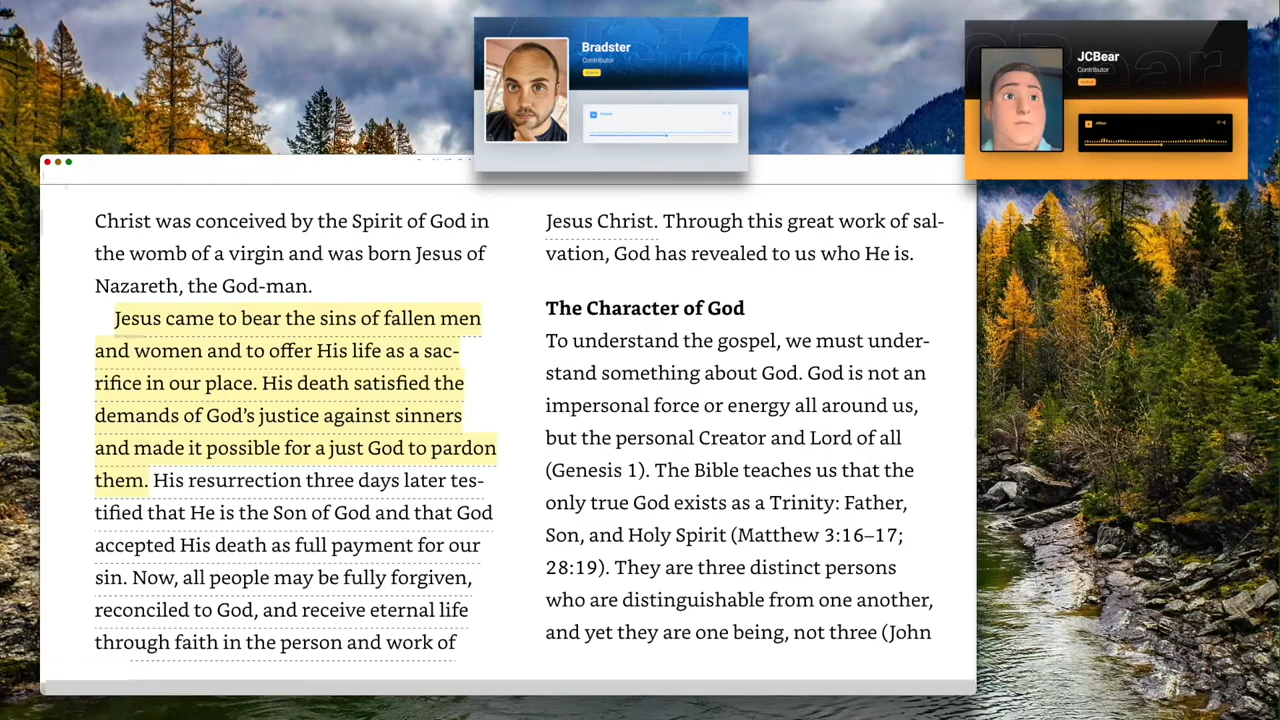 Bradster
Contributor
JCBear
Contributor
Christ was conceived by the Spirit of God in
the womb of a virgin and was born Jesus of
Nazareth, the God-man.
Jesus came to bear the sins of fallen men
and women and to offer His life as a sac-
rifice in our place. His death satisfied the
demands of God's justice against sinners
and made it possible for a just God to pardon
them. His resurrection three days later tes-
tified that He is the Son of God and that God
accepted His death as full payment for our
sin. Now, all people may be fully forgiven,
reconciled to God, and receive eternal life
through faith in the person and work of
Jesus Christ. Through this great work of sal-
vation, God has revealed to us who He is.
The Character of God
To understand the gospel, we must under-
stand something about God. God is not an
impersonal force or energy all around us,
but the personal Creator and Lord of all
(Genesis 1). The Bible teaches us that the
only true God exists as a Trinity: Father,
Son, and Holy Spirit (Matthew 3:16–17;
28:19). They are three distinct persons
who are distinguishable from one another,
and yet they are one being, not three (John